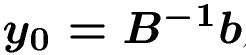 y₀ = B⁻¹b,